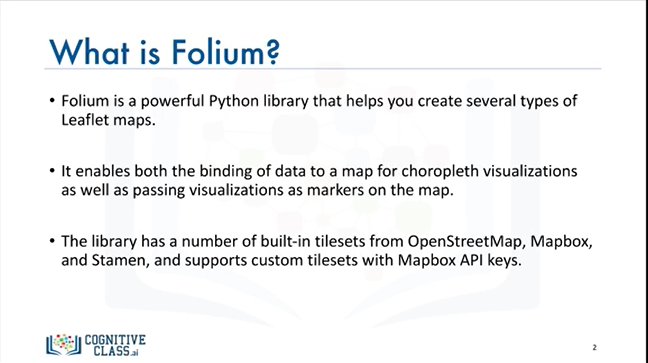 What is Folium?
• Folium is a powerful Python library that helps you create several types of
Leaflet maps.
• It enables both the binding of data to a map for choropleth visualizations
as well as passing visualizations as markers on the map.
• The library has a number of built-in tilesets from OpenStreetMap, Mapbox,
and Stamen, and supports custom tilesets with Mapbox API keys.
COGNITIVE
CLASS.ai
2